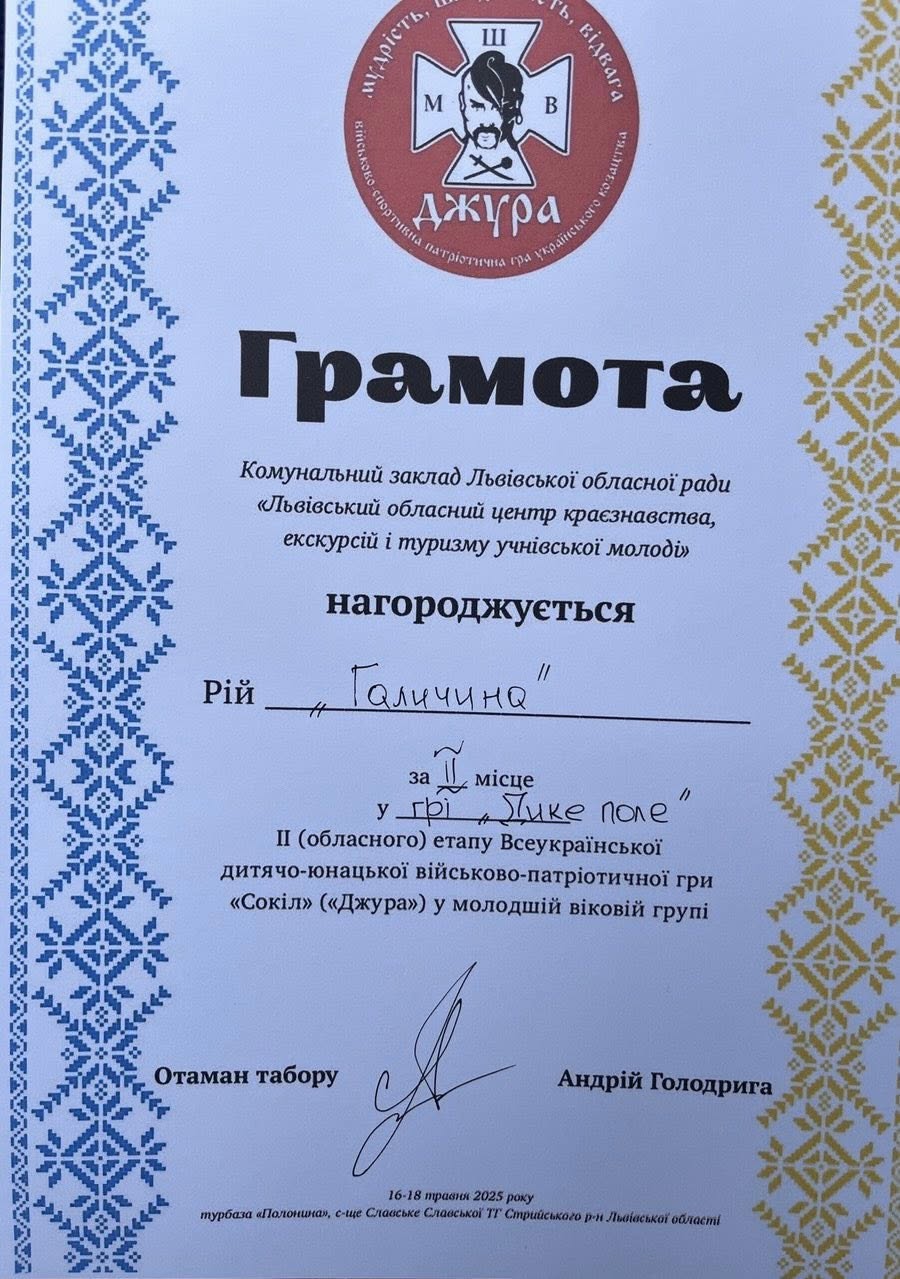 мудрість, відвага
Ш
М В
джура
військово-спортивна патріотична гра українського козацтва
Грамота
Комунальний заклад Львівської обласної ради
«Львівський обласний центр краєзнавства,
екскурсій і туризму учнівської молоді»
нагороджується
Рій „Галичина"
за II місце
у грі „Дике поле"
ІІ (обласного) етапу Всеукраїнської
дитячо-юнацької військово-патріотичної гри
«Сокіл» («Джура») у молодшій віковій групі
Отаман табору Андрій Голодрига
16-18 травня 2025 року
турбаза «Полонина», с-ще Славське Славської ТГ Стрийського р-н Львівської області